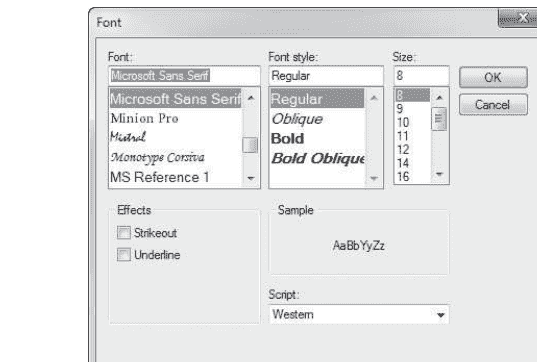 Font
Font:
Microsoft Sans Serif
Microsoft Sans Serif
Minion Pro
Mistral
Monotype Corsiva
MS Reference 1
Font style:
Regular
Regular
Oblique
Bold
Bold Oblique
Size:
8
8
9
10
11
12
14
16
OK
Cancel
Effects
Strikeout
Underline
Sample
AaBbYyZz
Script:
Western